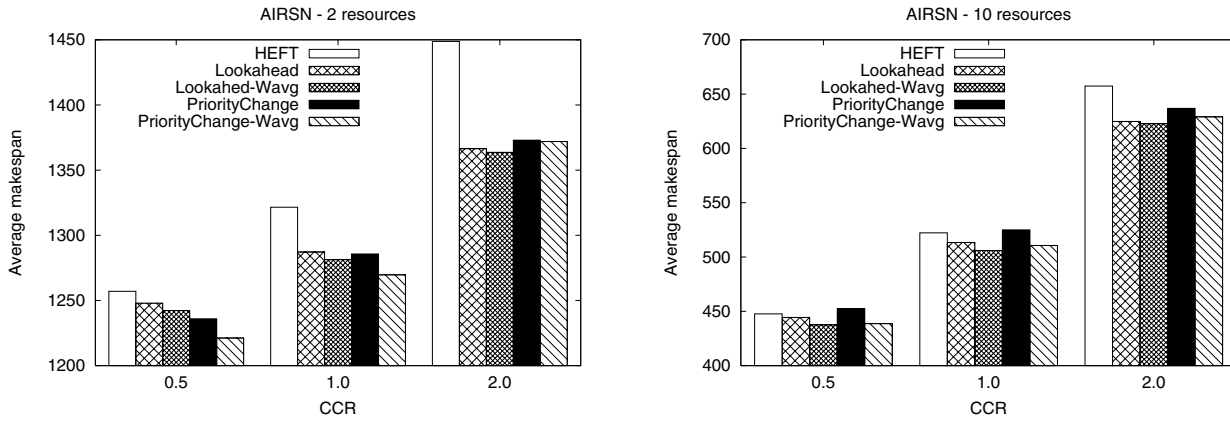 AIRSN - 2 resources
1450
1400
1350
1300
1250
1200
Average makespan
HEFT
Lookahead
Lookahed-Wavg
PriorityChange
PriorityChange-Wavg
0.5
1.0
2.0
CCR
AIRSN - 10 resources
700
650
600
550
500
450
400
Average makespan
HEFT
Lookahead
Lookahed-Wavg
PriorityChange
PriorityChange-Wavg
0.5
1.0
2.0
CCR